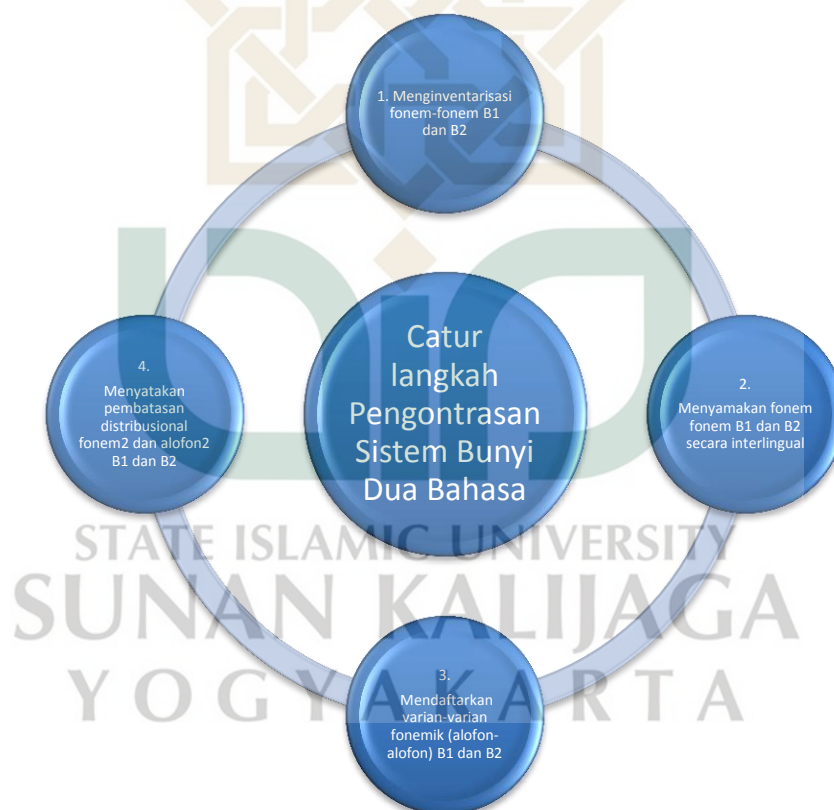 1. Menginventarisasi
fonem-fonem B1
dan B2
Catur
langkah
Pengontrasan
Sistem Bunyi
Dua Bahasa
2.
Menyamakan fonem
fonem B1 dan B2
secara interlingual
3.
Mendaftarkan
varian-varian
fonemik (alofon-
alofon) B1 dan B2
4.
Menyatakan
pembatasan
distribusional
fonem2 dan alofon2
B1 dan B2
STATE ISLAMIC UNIVERSITY
SUNAN KALIJAGA
YOGYAKARTA